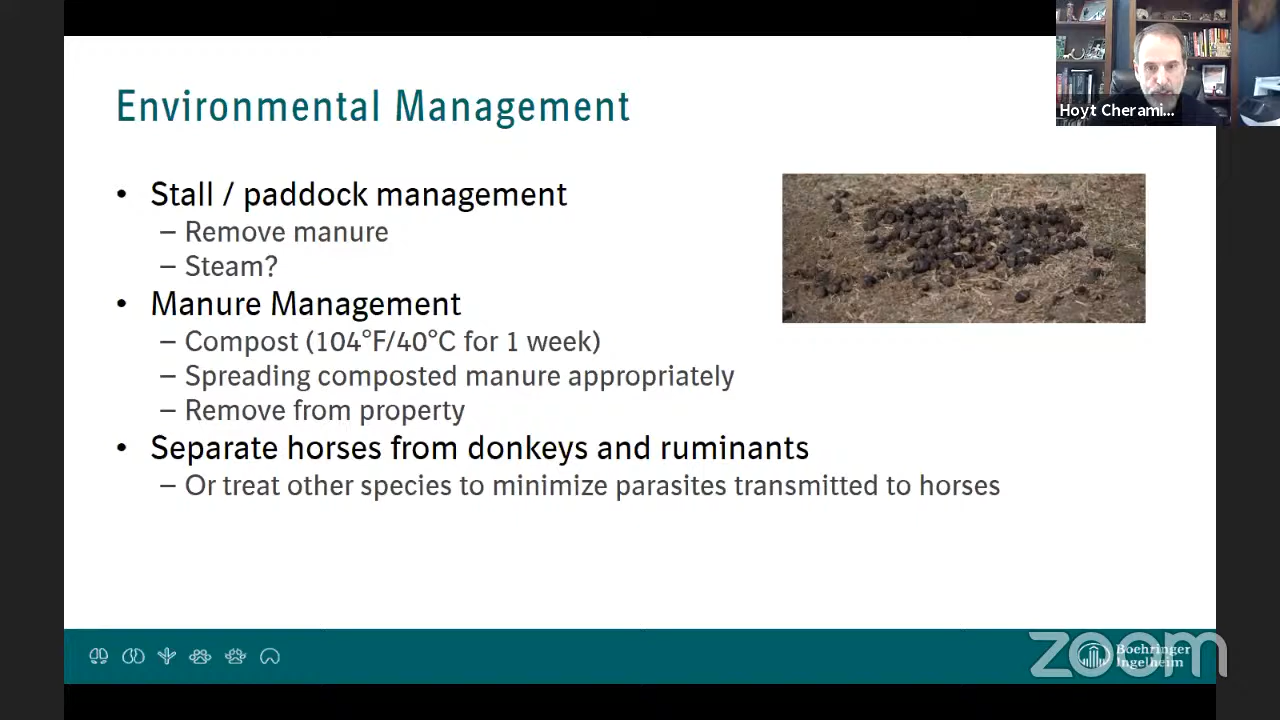 Environmental Management
Hoyt Cherami...
• Stall / paddock management
– Remove manure
– Steam?
• Manure Management
– Compost (104°F/40°C for 1 week)
– Spreading composted manure appropriately
– Remove from property
• Separate horses from donkeys and ruminants
– Or treat other species to minimize parasites transmitted to horses
zoom
Boehringer
Ingelheim